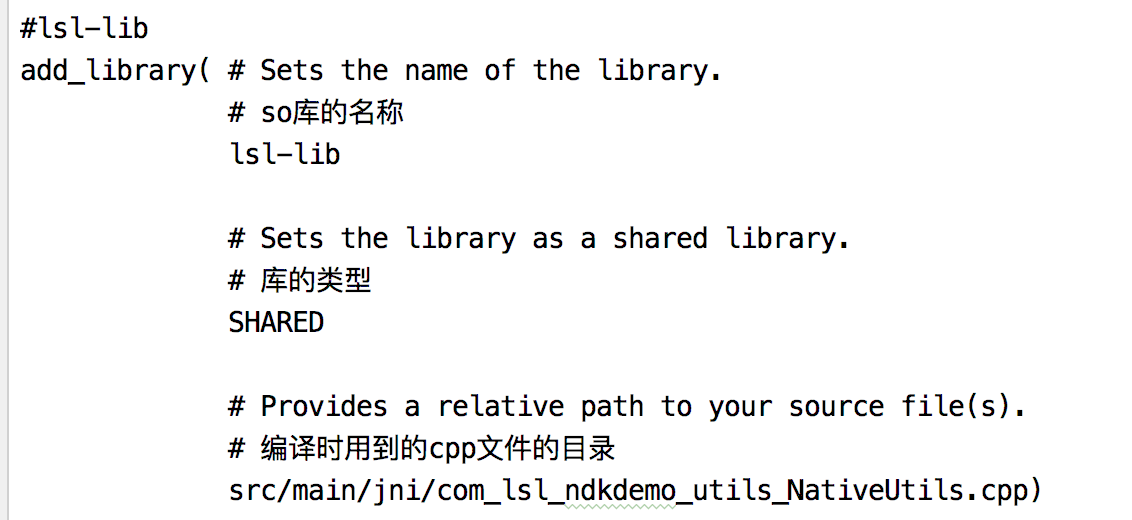 #lsl-lib
add_library( # Sets the name of the library.
# so库的名称
lsl-lib
# Sets the library as a shared library.
# 库的类型
SHARED
# Provides a relative path to your source file(s).
# 编译时用到的cpp文件的目录
src/main/jni/com_lsl_ndkdemo_utils_NativeUtils.cpp)